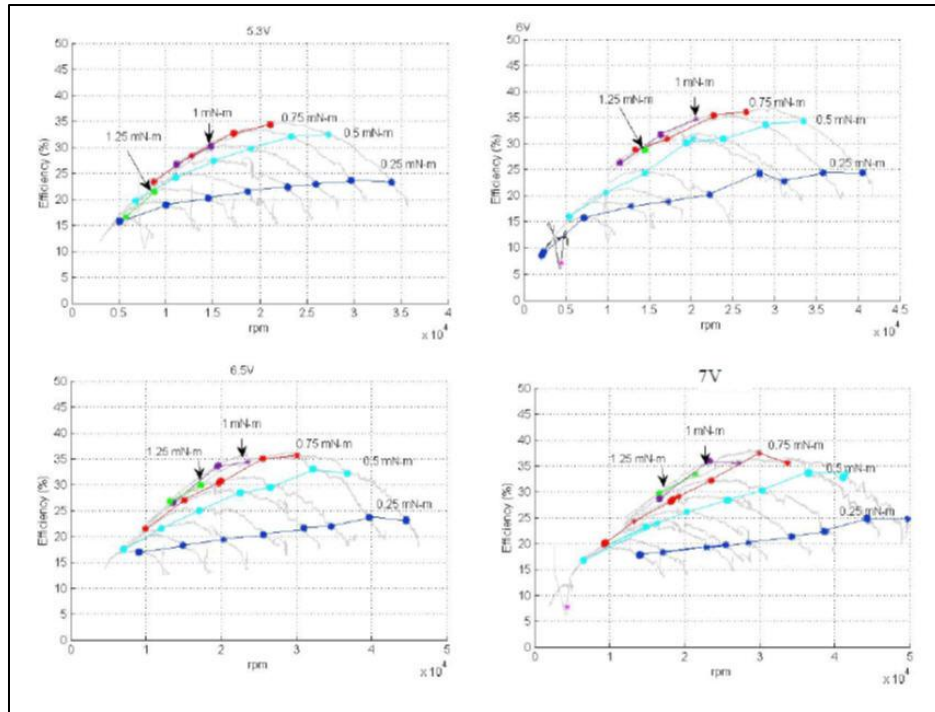 5.3V
50
45
40
35
30
25
20
15
10
5
0
Efficiency (%)
1.25 mN-m
1 mN-m
0.75 mN-m
0.5 mN-m
0.25 mN-m
0 0.5 1 1.5 2 2.5 3 3.5 4
rpm
x 10^4
6V
50
45
40
35
30
25
20
15
10
5
0
Efficiency (%)
1.25 mN-m
1 mN-m
0.75 mN-m
0.5 mN-m
0.25 mN-m
0 0.5 1 1.5 2 2.5 3 3.5 4 4.5
rpm
x 10^4
6.5V
50
45
40
35
30
25
20
15
10
5
0
Efficiency (%)
1.25 mN-m
1 mN-m
0.75 mN-m
0.5 mN-m
0.25 mN-m
0 1 2 3 4 5
rpm
x 10^4
7V
50
45
40
35
30
25
20
15
10
5
0
Efficiency (%)
1.25 mN-m
1 mN-m
0.75 mN-m
0.5 mN-m
0.25 mN-m
0 1 2 3 4 5
rpm
x 10^4